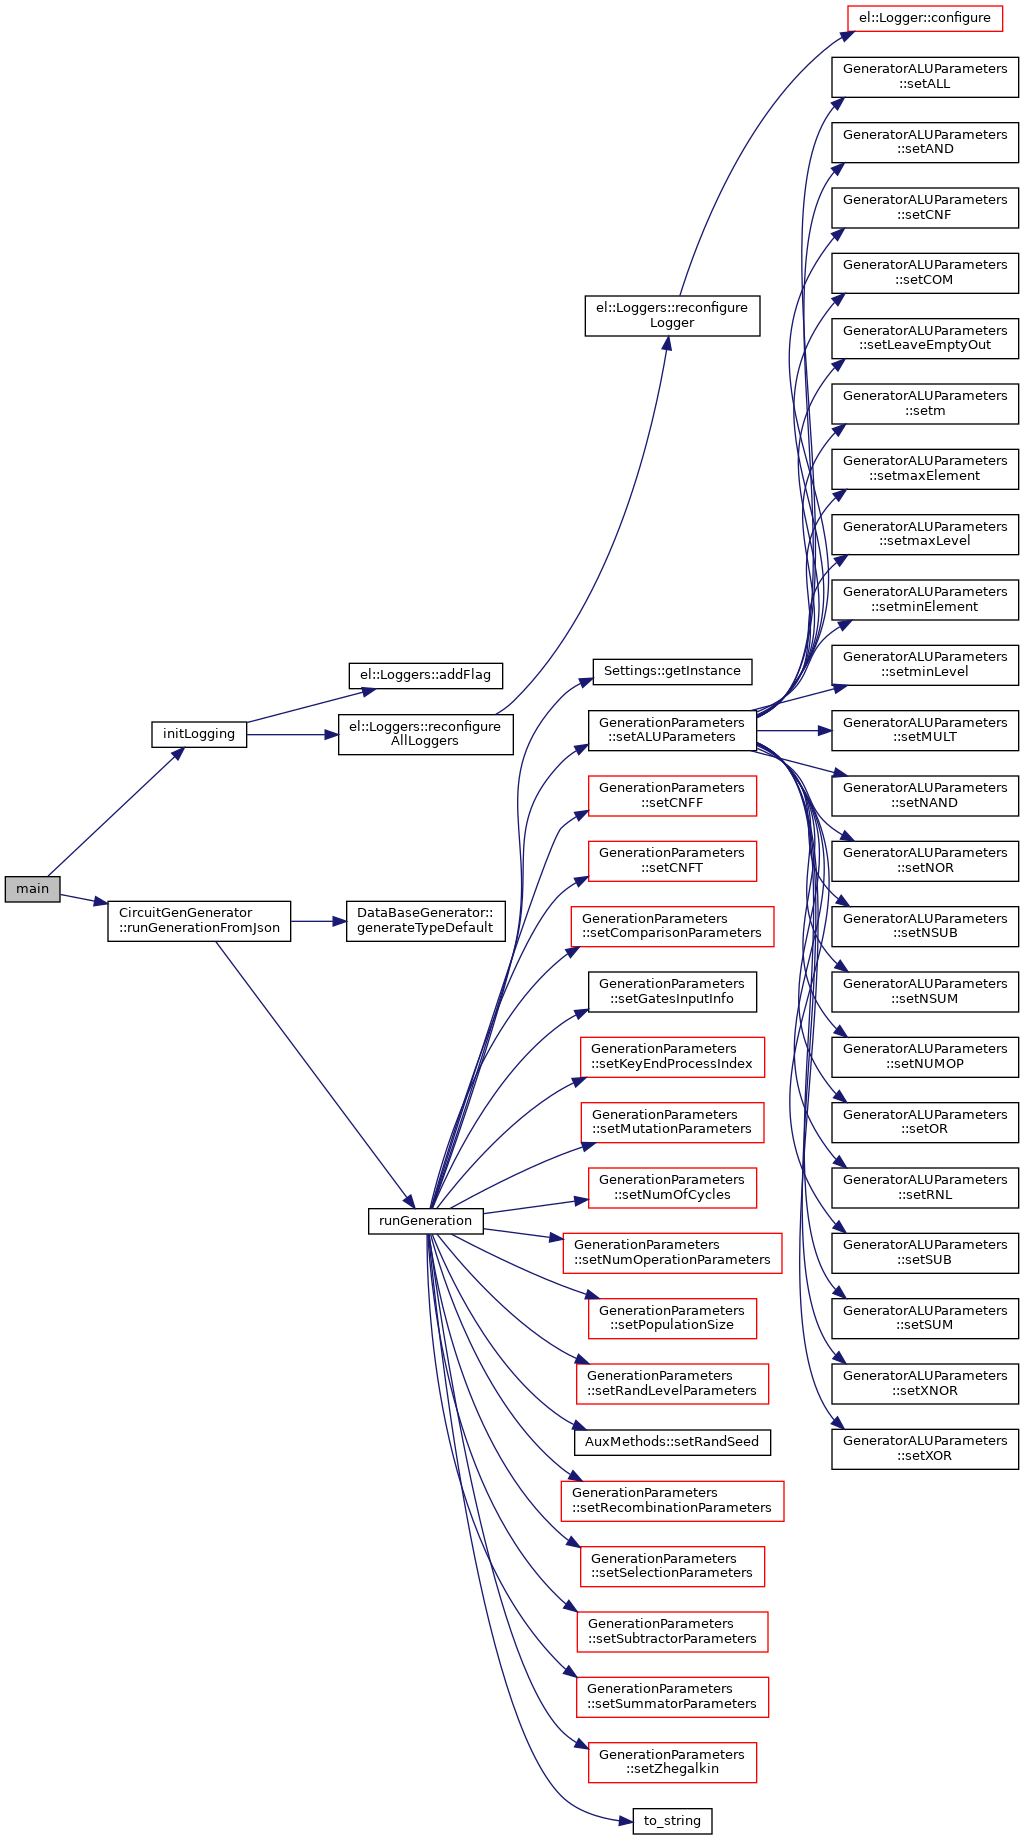 main
initLogging
CircuitGenGenerator
::runGenerationFromJson
el::Loggers::addFlag
el::Loggers::reconfigure
AllLoggers
DataBaseGenerator::
generateTypeDefault
runGeneration
el::Loggers::reconfigure
Logger
Settings::getInstance
GenerationParameters
::setALUParameters
GenerationParameters
::setCNFF
GenerationParameters
::setCNFT
GenerationParameters
::setComparisonParameters
GenerationParameters
::setGatesInputInfo
GenerationParameters
::setKeyEndProcessIndex
GenerationParameters
::setMutationParameters
GenerationParameters
::setNumOfCycles
GenerationParameters
::setNumOperationParameters
GenerationParameters
::setPopulationSize
GenerationParameters
::setRandLevelParameters
AuxMethods::setRandSeed
GenerationParameters
::setRecombinationParameters
GenerationParameters
::setSelectionParameters
GenerationParameters
::setSubtractorParameters
GenerationParameters
::setSummatorParameters
GenerationParameters
::setZhegalkin
to_string
el::Logger::configure
GeneratorALUParameters
::setALL
GeneratorALUParameters
::setAND
GeneratorALUParameters
::setCNF
GeneratorALUParameters
::setCOM
GeneratorALUParameters
::setLeaveEmptyOut
GeneratorALUParameters
::setm
GeneratorALUParameters
::setmaxElement
GeneratorALUParameters
::setmaxLevel
GeneratorALUParameters
::setminElement
GeneratorALUParameters
::setminLevel
GeneratorALUParameters
::setMULT
GeneratorALUParameters
::setNAND
GeneratorALUParameters
::setNOR
GeneratorALUParameters
::setNSUB
GeneratorALUParameters
::setNSUM
GeneratorALUParameters
::setNUMOP
GeneratorALUParameters
::setOR
GeneratorALUParameters
::setRNL
GeneratorALUParameters
::setSUB
GeneratorALUParameters
::setSUM
GeneratorALUParameters
::setXNOR
GeneratorALUParameters
::setXOR